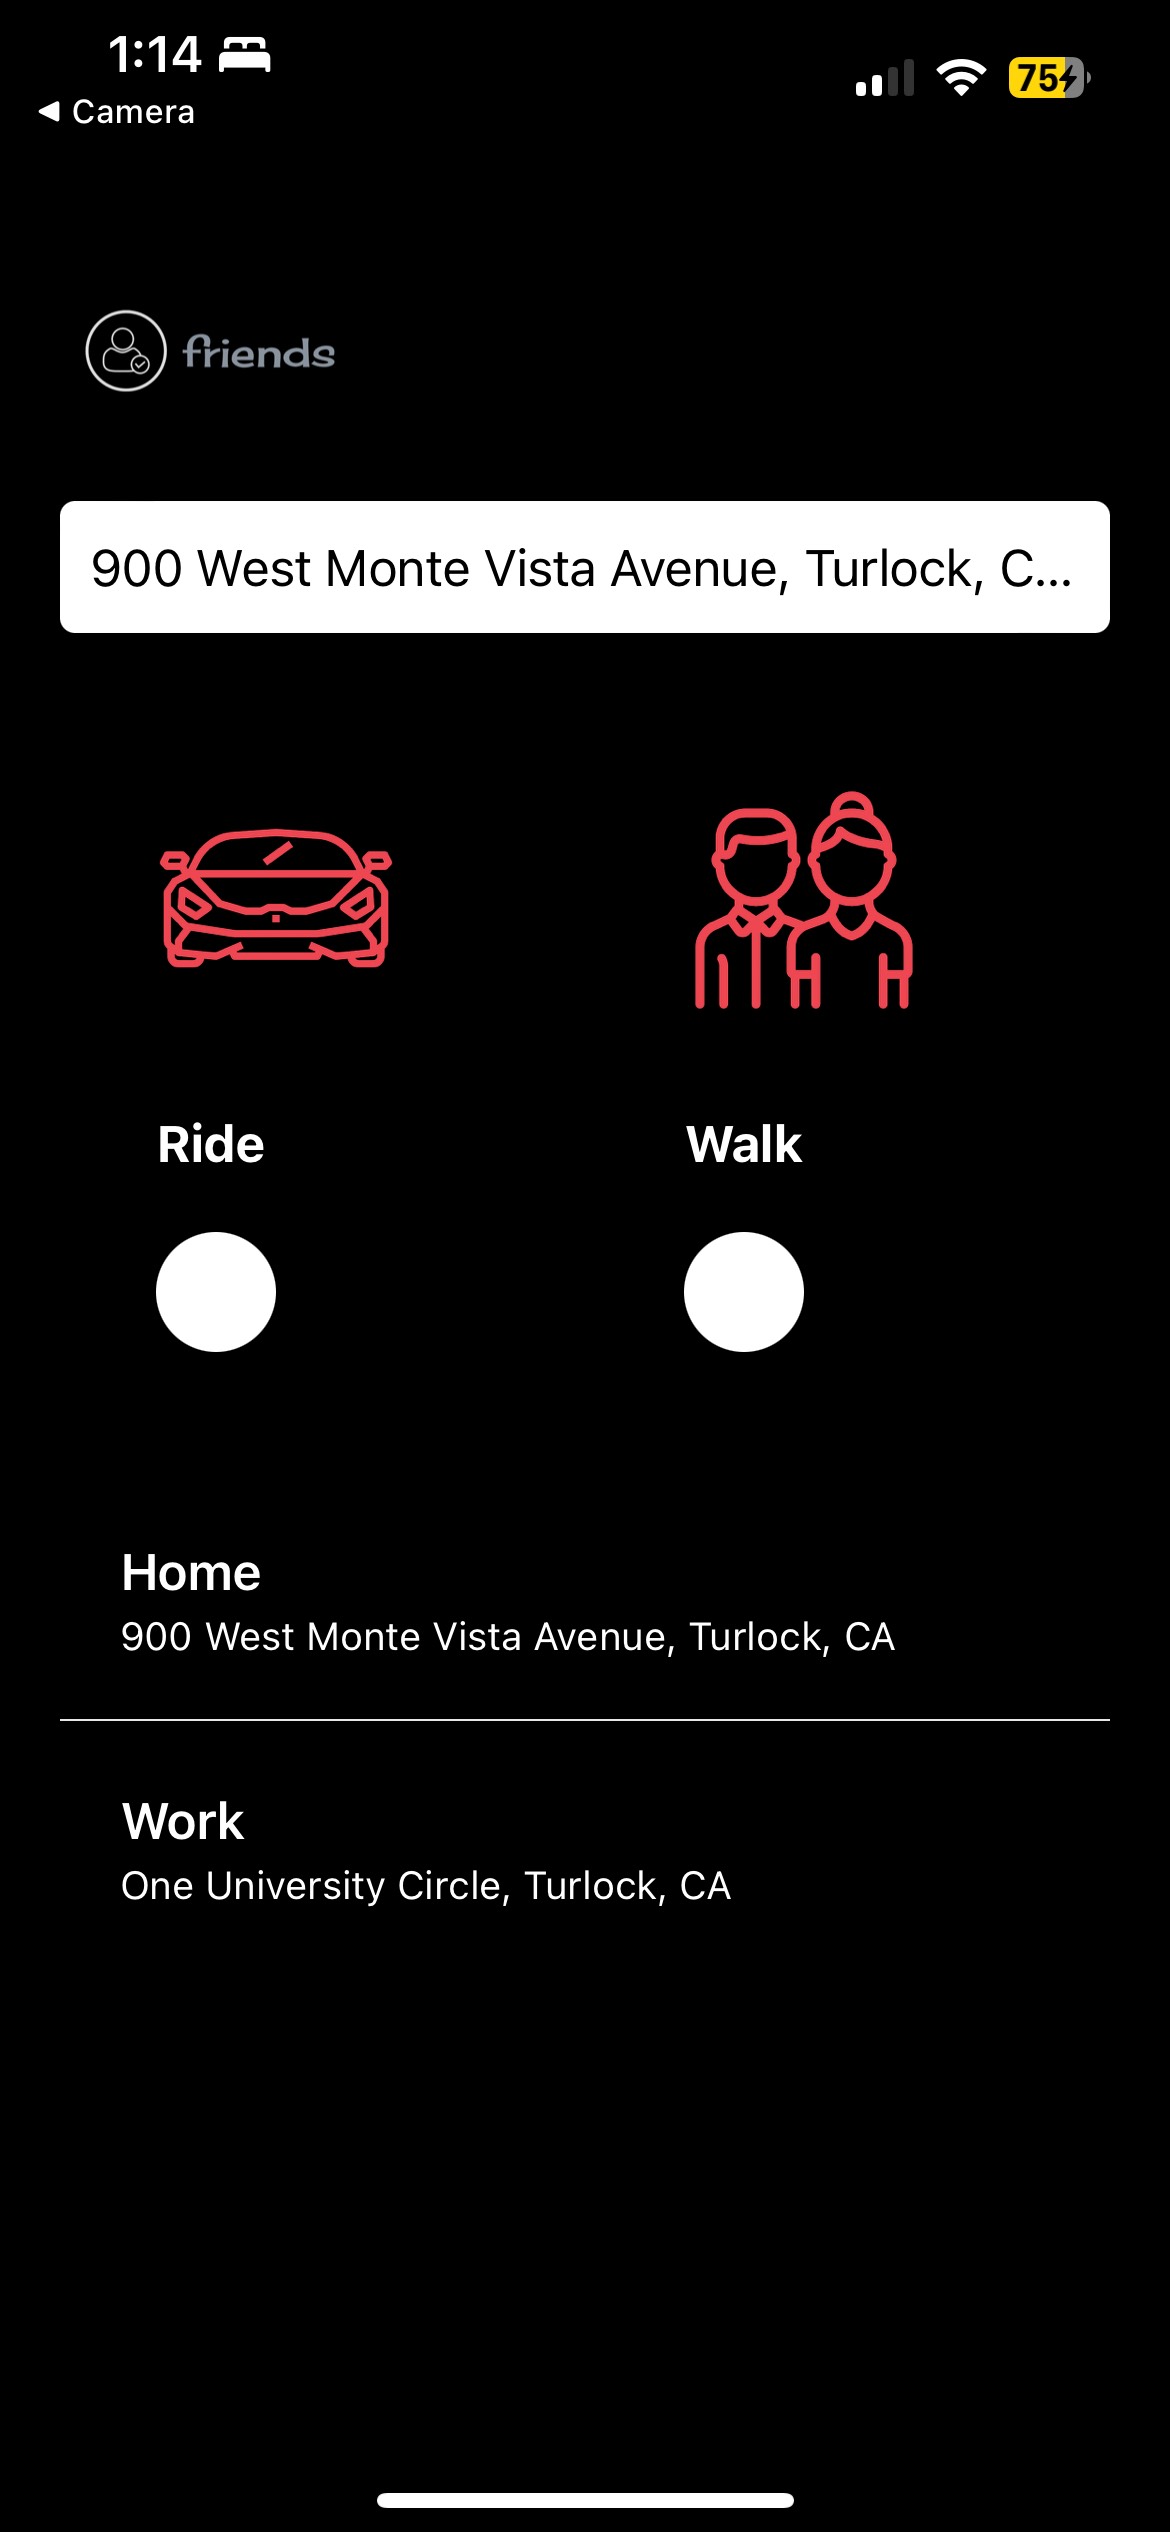 1:14
75
Camera
friends
900 West Monte Vista Avenue, Turlock, C...
Ride
Walk
Home
900 West Monte Vista Avenue, Turlock, CA
Work
One University Circle, Turlock, CA